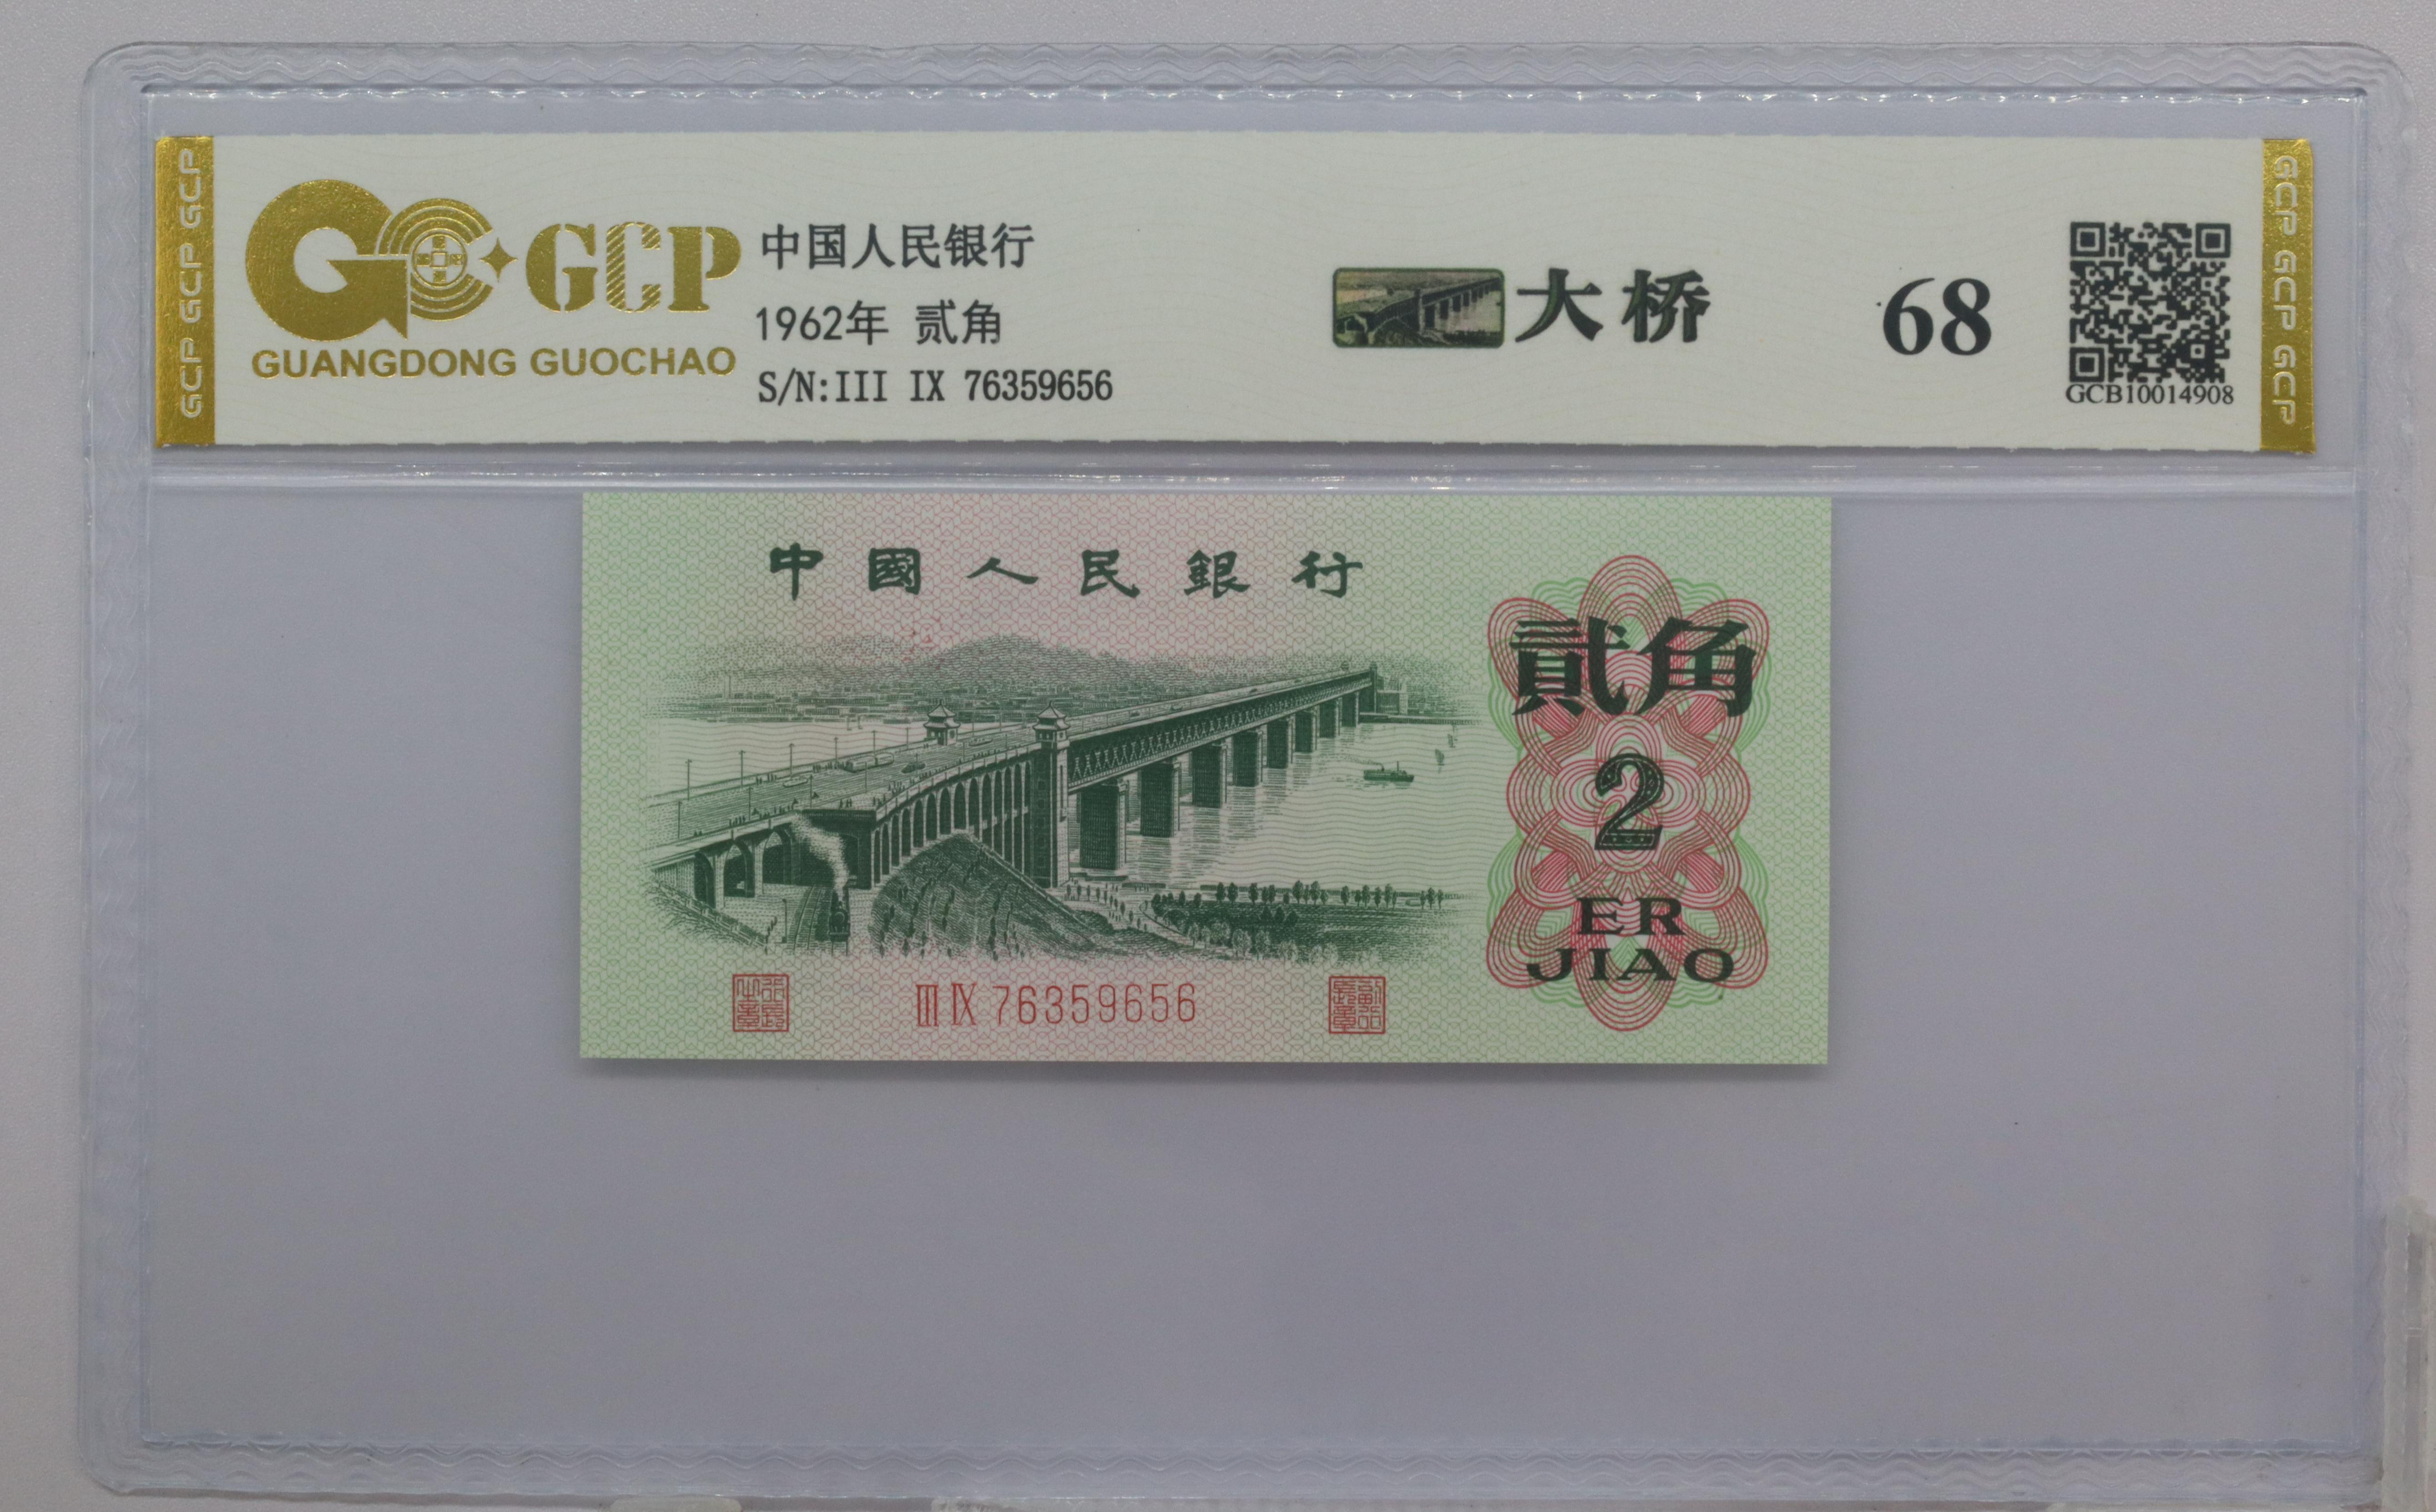 GCP GCP GCP
GCP
GUANGDONG GUOCHAO
中国人民银行
1962年 贰角
S/N:III IX 76359656
大桥
68
GCB10014908
GCP GCP GCP
中國人民銀行
貳角
2
ER
JIAO
III IX 76359656